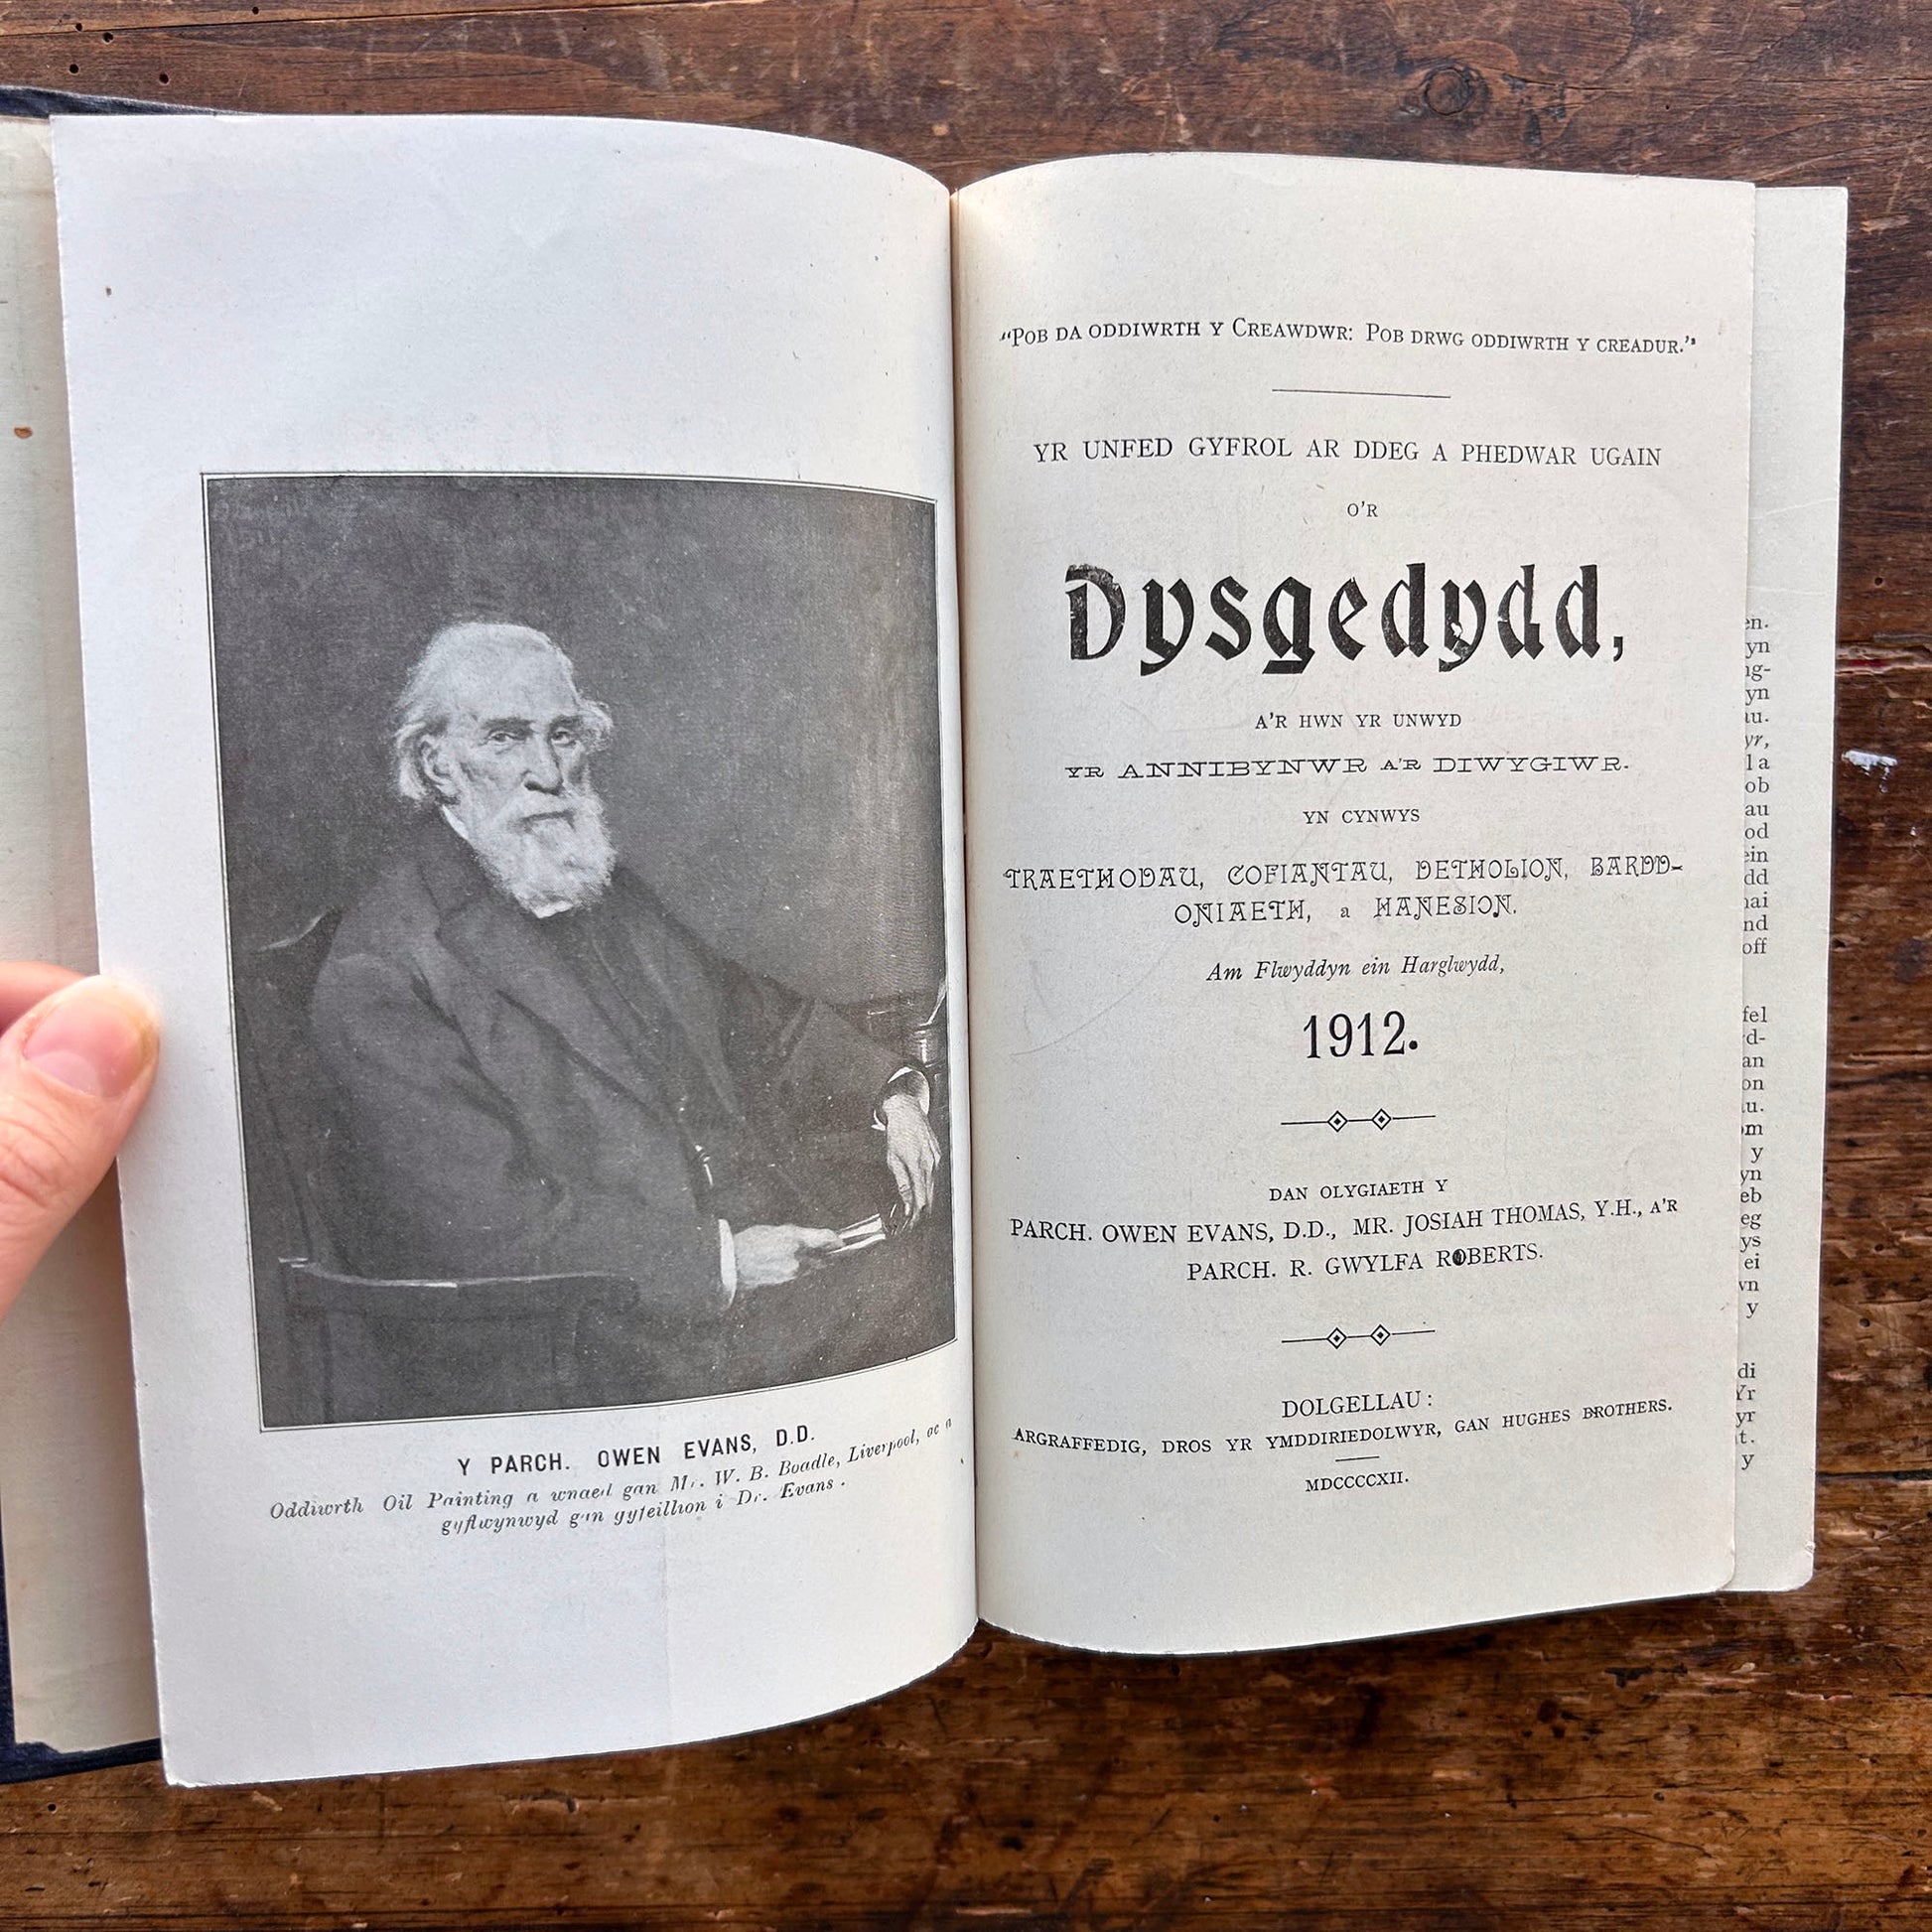 Y PARCH. OWEN EVANS, D.D.
Oddiwrth Oil Painting a wnaed gan Mr. W. B. Boadle, Liverpool, ac a
gyflwynwyd gan gyfeillion i Dr. Evans.
"POB DA ODDIWRTH Y CREAWDWR: POB DRWG ODDIWRTH Y CREADUR."
YR UNFED GYFROL AR DDEG A PHEDWAR UGAIN
O'R
Dysgedydd,
A'R HWN YR UNWYD
YR ANNIBYNWR A'R DIWYGIWR.
YN CYNWYS
TRAETHODAU, COFIANTAU, DETHOLION, BARDD-
ONIAETH, a HANESION.
Am Flwyddyn ein Harglwydd,
1912.
DAN OLYGIAETH Y
PARCH. OWEN EVANS, D.D., MR. JOSIAH THOMAS, Y.H., A'R
PARCH. R. GWYLFA ROBERTS.
DOLGELLAU:
ARGRAFFEDIG, DROS YR YMDDIRIEDOLWYR, GAN HUGHES BROTHERS.
MDCCCCXII.